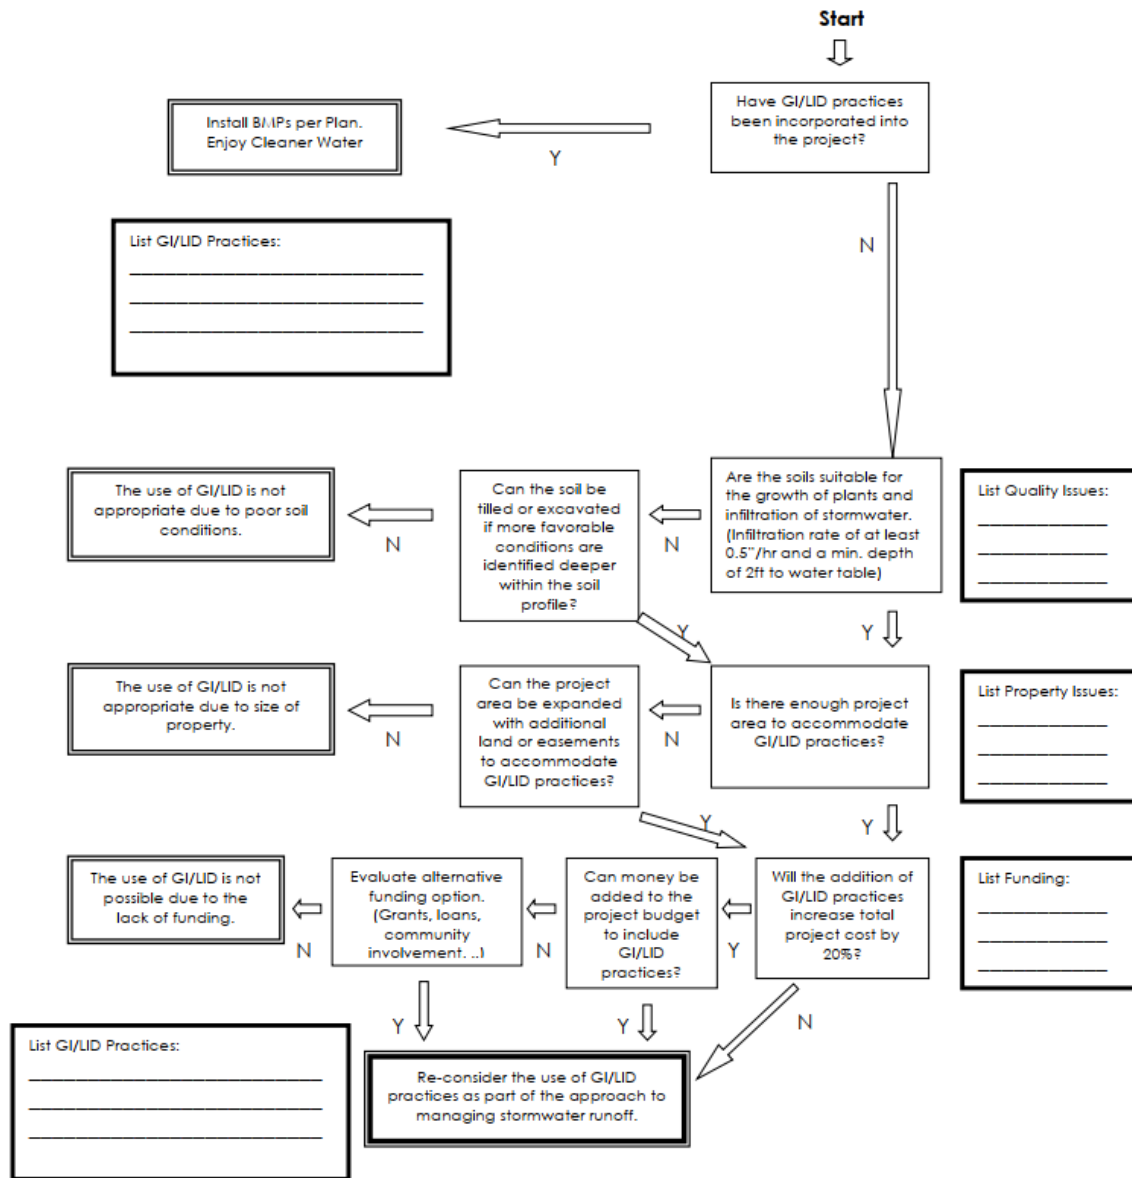 Start
Have GI/LID practices
been incorporated into
the project?
Install BMPs per Plan.
Enjoy Cleaner Water
Y
List GI/LID Practices:
N
Are the soils suitable for
the growth of plants and
infiltration of stormwater.
(Infiltration rate of at least
0.5"/hr and a min. depth
of 2ft to water table)
List Quality Issues:
Can the soil be
tilled or excavated
if more favorable
conditions are
identified deeper
within the soil
profile?
N
The use of GI/LID is not
appropriate due to poor soil
conditions.
N
Y
Y
Is there enough project
area to accommodate
GI/LID practices?
List Property Issues:
Can the project
area be expanded
with additional
land or easements
to accommodate
GI/LID practices?
N
The use of GI/LID is not
appropriate due to size of
property.
N
Y
Y
Will the addition of
GI/LID practices
increase total
project cost by
20%?
List Funding:
Can money be
added to the
project budget
to include
GI/LID
practices?
Y
Evaluate alternative
funding option.
(Grants, loans,
community
involvement. ..)
N
The use of GI/LID is not
possible due to the
lack of funding.
N
Y
Y
N
List GI/LID Practices:
Re-consider the use of GI/LID
practices as part of the approach to
managing stormwater runoff.